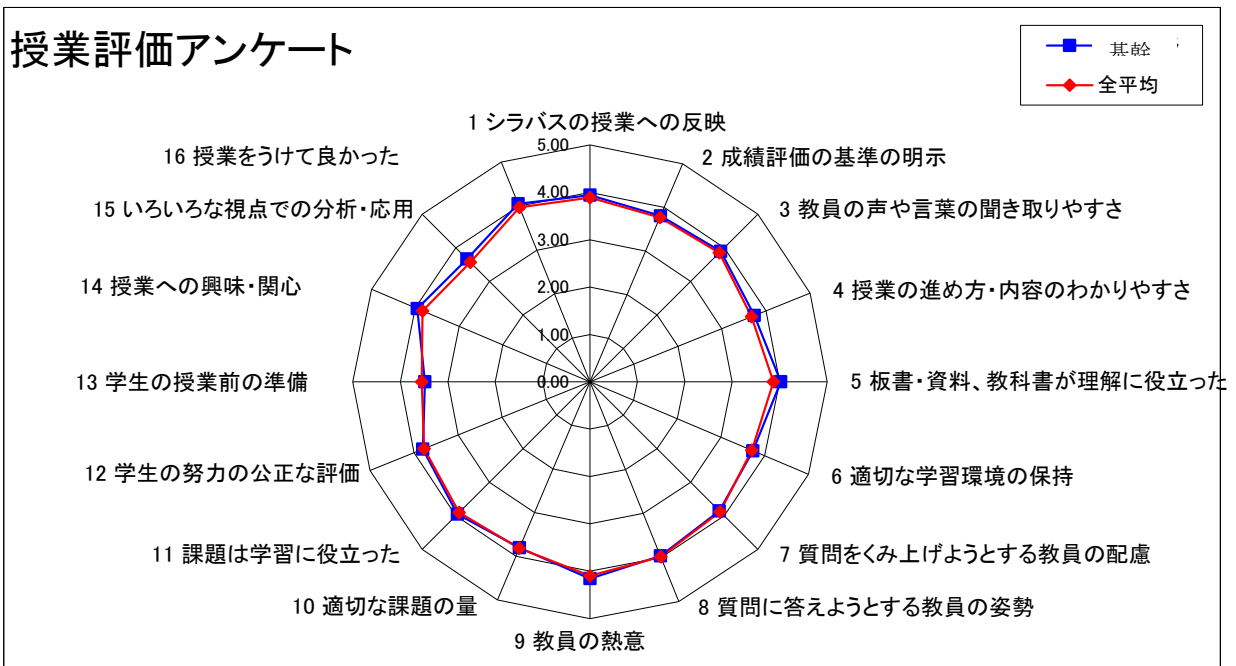 授業評価アンケート
基幹
全平均
1 シラバスの授業への反映
2 成績評価の基準の明示
3 教員の声や言葉の聞き取りやすさ
4 授業の進め方・内容のわかりやすさ
5 板書・資料、教科書が理解に役立った
6 適切な学習環境の保持
7 質問をくみ上げようとする教員の配慮
8 質問に答えようとする教員の姿勢
9 教員の熱意
10 適切な課題の量
11 課題は学習に役立った
12 学生の努力の公正な評価
13 学生の授業前の準備
14 授業への興味・関心
15 いろいろな視点での分析・応用
16 授業をうけて良かった
5.00
4.00
3.00
2.00
1.00
0.00